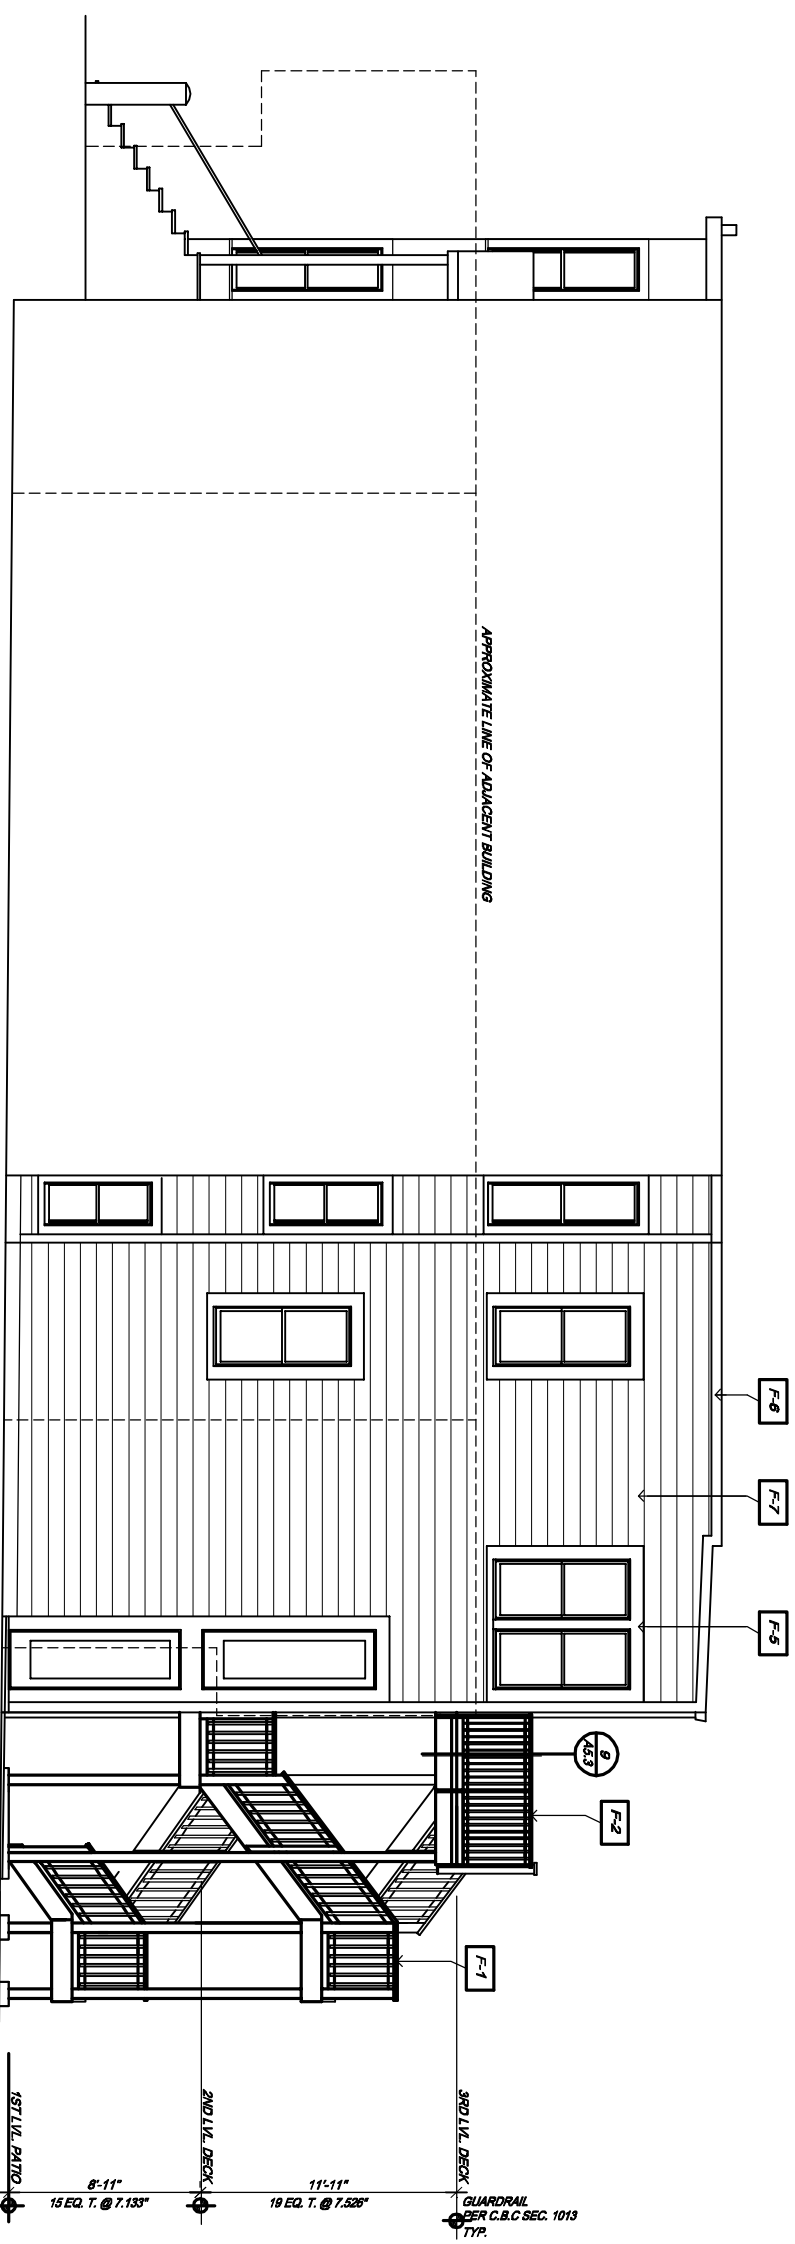 APPROXIMATE LINE OF ADJACENT BUILDING
F-6
F-7
F-5
9
A5.3
F-2
F-1
3RD LVL. DECK
2ND LVL. DECK
1ST LVL. PATIO
8'-11"
15 EQ. T. @ 7.133"
11'-11"
19 EQ. T. @ 7.526"
GUARDRAIL
PER C.B.C SEC. 1013
TYP.